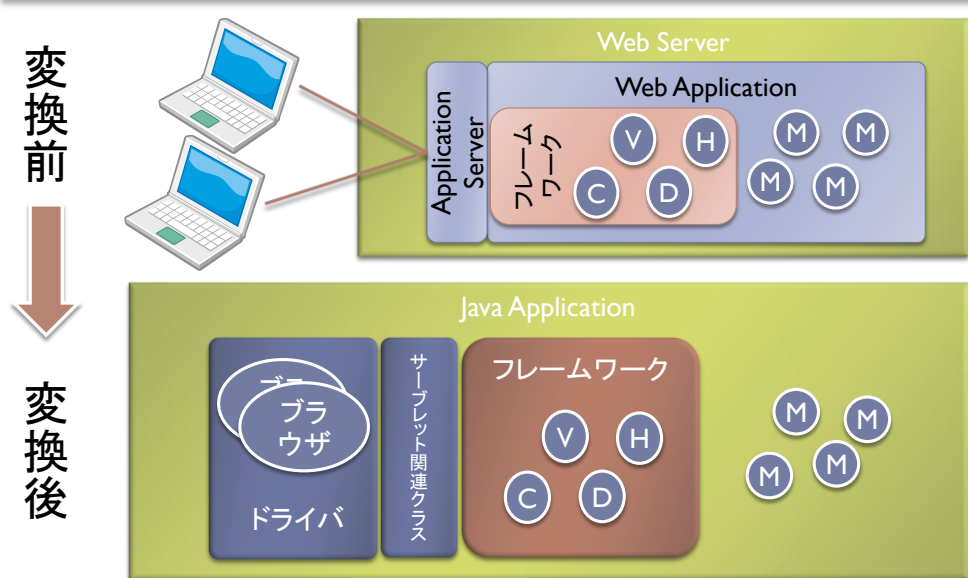 変換前
Web Server
Web Application
Application
Server
フレーム
ワーク
V
H
C
D
M
M
M
M
変換後
Java Application
ブラ
ウザ
ドライバ
サーブレット関連クラス
フレームワーク
V
H
C
D
M
M
M
M